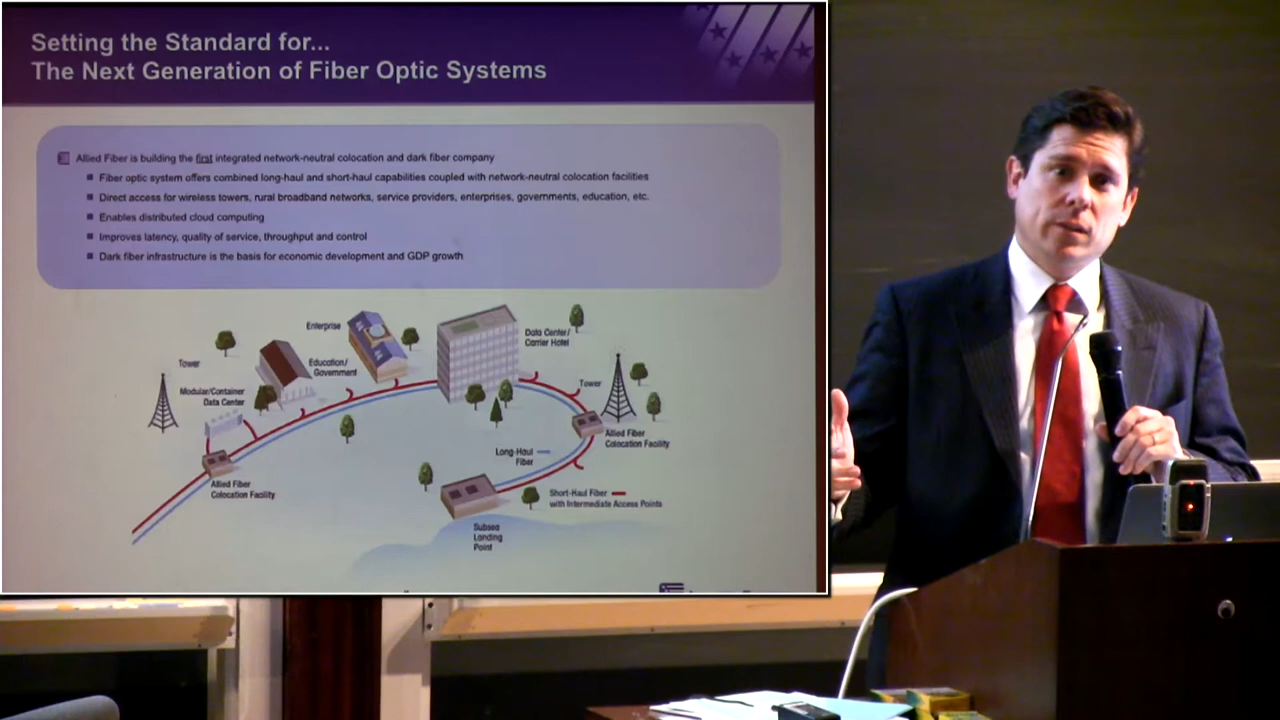 Setting the Standard for...
The Next Generation of Fiber Optic Systems
Allied Fiber is building the first integrated network-neutral colocation and dark fiber company
Fiber optic system offers combined long-haul and short-haul capabilities coupled with network-neutral colocation facilities
Direct access for wireless towers, rural broadband networks, service providers, enterprises, governments, education, etc.
Enables distributed cloud computing
Improves latency, quality of service, throughput and control
Dark fiber infrastructure is the basis for economic development and GDP growth
Enterprise
Data Center/
Carrier Hotel
Tower
Education/
Government
Modular/Container
Data Center
Tower
Allied Fiber
Colocation Facility
Long-Haul
Fiber
Allied Fiber
Colocation Facility
Short-Haul Fiber
with Intermediate Access Points
Subsea
Landing
Point